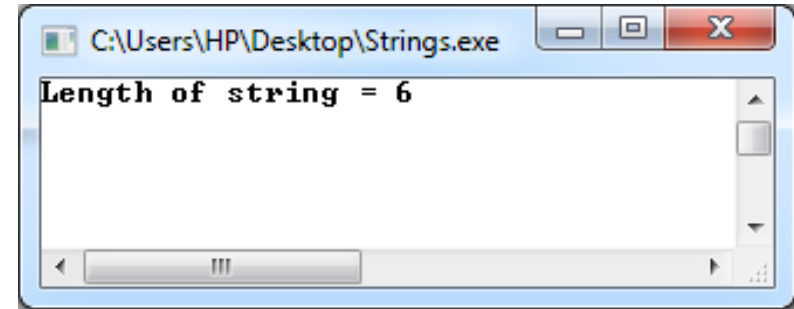 C:\Users\HP\Desktop\Strings.exe
Length of string = 6